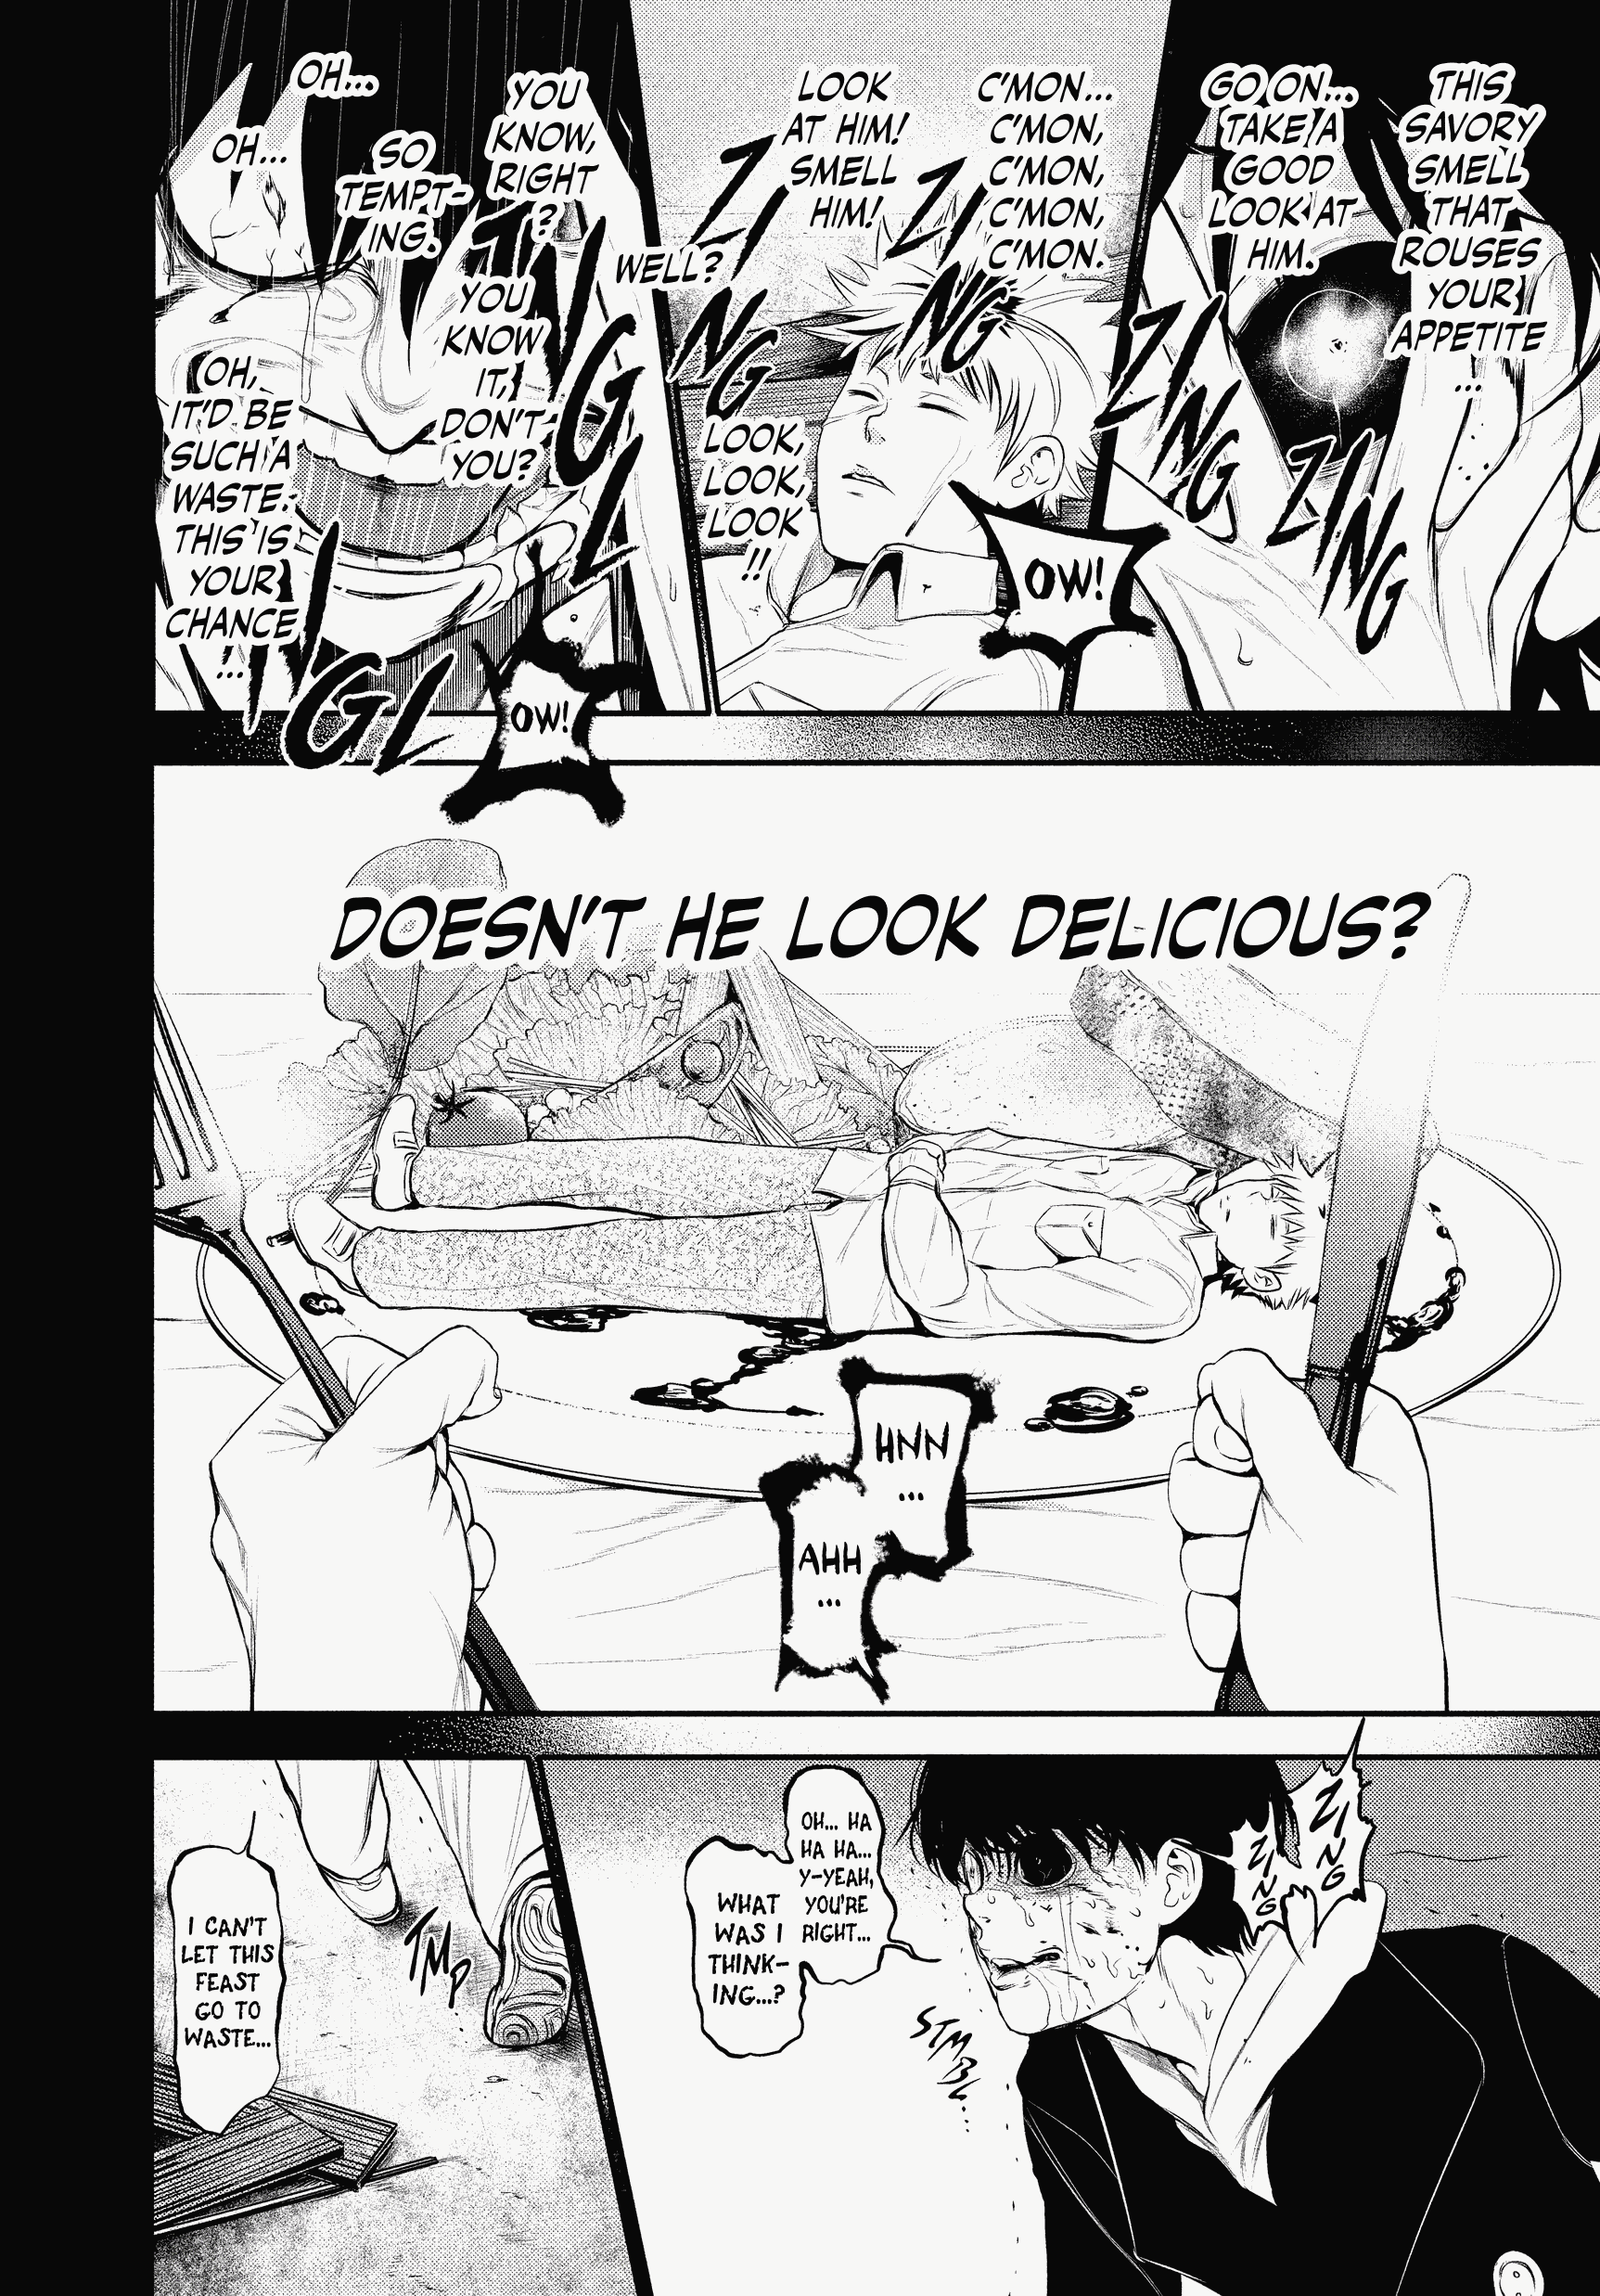 THIS
SAVORY
SMELL
THAT
ROUSES
YOUR
APPETITE
...
GO ON...
TAKE A
GOOD
LOOK AT
HIM.
ZING
ZING
C'MON...
C'MON,
C'MON,
C'MON,
C'MON.
LOOK
AT HIM!
SMELL
HIM!
ZING
ZING
OW!
WELL?
LOOK,
LOOK,
LOOK
!!
YOU
KNOW,
RIGHT
?
YOU
KNOW
IT,
DON'T
YOU?
SO
TEMPT-
ING.
OH...
OH...
OH,
IT'D BE
SUCH A
WASTE.
THIS IS
YOUR
CHANCE
...
OW!
DOESN'T HE LOOK DELICIOUS?
HNN
...
AHH
...
ZING
ZING
OH... HA
HA HA...
Y-YEAH,
YOU'RE
RIGHT...
WHAT
WAS I
THINK-
ING...?
STMBL...
TMP
I CAN'T
LET THIS
FEAST
GO TO
WASTE...